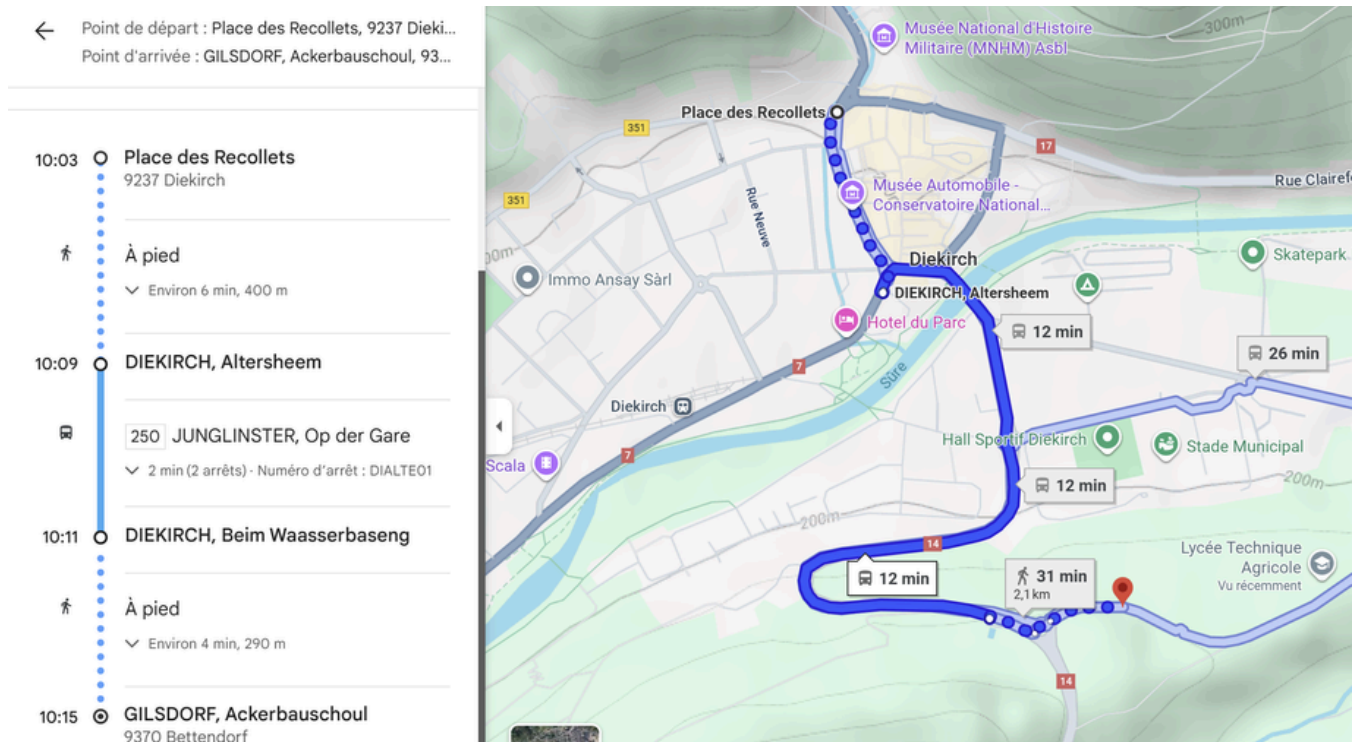 Point de départ : Place des Recollets, 9237 Dieki...
Point d'arrivée : GILSDORF, Ackerbauschoul, 93...
10:03 Place des Recollets
9237 Diekirch
À pied
Environ 6 min, 400 m
10:09 DIEKIRCH, Altersheem
250 JUNGLINSTER, Op der Gare
2 min (2 arrêts) · Numéro d'arrêt : DIALTE01
10:11 DIEKIRCH, Beim Waasserbaseng
À pied
Environ 4 min, 290 m
10:15 GILSDORF, Ackerbauschoul
9370 Bettendorf
Musée National d'Histoire
Militaire (MNHM) Asbl
300m
Place des Recollets
351
17
Rue Clairef
351
Rue Neuve
Musée Automobile -
Conservatoire National...
00m
Immo Ansay Sàrl
Diekirch
Skatepark
DIEKIRCH, Altersheem
Hotel du Parc
12 min
26 min
7
Sûre
Diekirch
Hall Sportif Diekirch
Stade Municipal
7
Scala
12 min
200m
200m
14
Lycée Technique
Agricole
Vu récemment
12 min
31 min
2,1 km
14